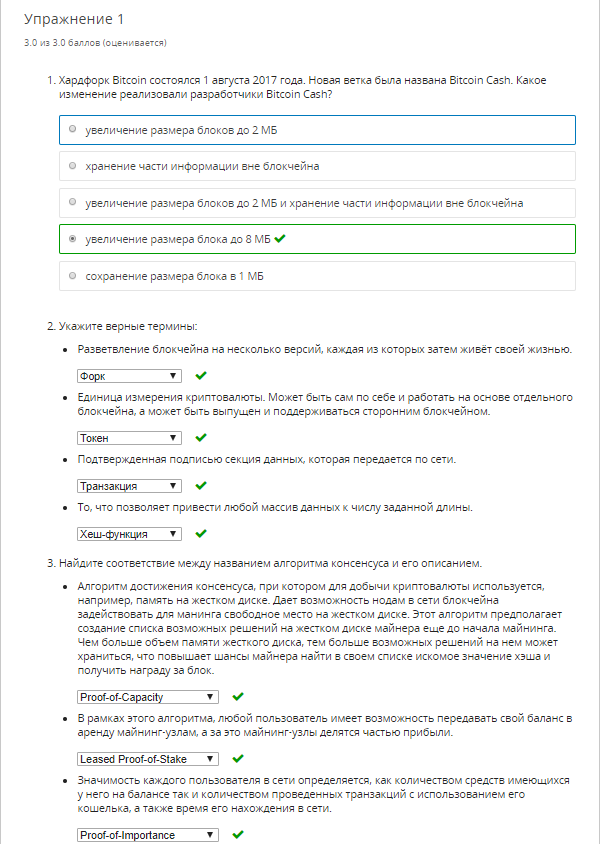 Упражнение 1
3.0 из 3.0 баллов (оценивается)
1. Хардфорк Bitcoin состоялся 1 августа 2017 года. Новая ветка была названа Bitcoin Cash. Какое
изменение реализовали разработчики Bitcoin Cash?
увеличение размера блоков до 2 МБ
хранение части информации вне блокчейна
увеличение размера блоков до 2 МБ и хранение части информации вне блокчейна
увеличение размера блока до 8 МБ
сохранение размера блока в 1 МБ
2. Укажите верные термины:
Разветвление блокчейна на несколько версий, каждая из которых затем живёт своей жизнью.
Форк
Единица измерения криптовалюты. Может быть сам по себе и работать на основе отдельного
блокчейна, а может быть выпущен и поддерживаться сторонним блокчейном.
Токен
Подтвержденная подписью секция данных, которая передается по сети.
Транзакция
То, что позволяет привести любой массив данных к числу заданной длины.
Хеш-функция
3. Найдите соответствие между названием алгоритма консенсуса и его описанием.
Алгоритм достижения консенсуса, при котором для добычи криптовалюты используется,
например, память на жестком диске. Дает возможность нодам в сети блокчейна
задействовать для манинга свободное место на жестком диске. Этот алгоритм предполагает
создание списка возможных решений на жестком диске майнера еще до начала майнинга.
Чем больше объем памяти жесткого диска, тем больше возможных решений на нем может
храниться, что повышает шансы майнера найти в своем списке искомое значение хэша и
получить награду за блок.
Proof-of-Capacity
В рамках этого алгоритма, любой пользователь имеет возможность передавать свой баланс в
аренду майнинг-узлам, а за это майнинг-узлы делятся частью прибыли.
Leased Proof-of-Stake
Значимость каждого пользователя в сети определяется, как количеством средств имеющихся
у него на балансе так и количеством проведенных транзакций с использованием его
кошелька, а также время его нахождения в сети.
Proof-of-Importance